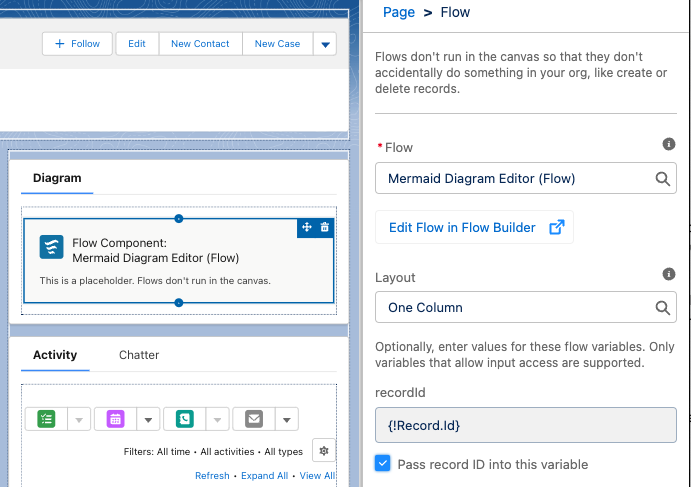 + Follow
Edit
New Contact
New Case
Diagram
Flow Component:
Mermaid Diagram Editor (Flow)
This is a placeholder. Flows don't run in the canvas.
Activity
Chatter
Filters: All time • All activities • All types
Refresh • Expand All • View All
Page > Flow
Flows don't run in the canvas so that they don't
accidentally do something in your org, like create or
delete records.
* Flow
Mermaid Diagram Editor (Flow)
Edit Flow in Flow Builder
Layout
One Column
Optionally, enter values for these flow variables. Only
variables that allow input access are supported.
recordId
{!Record.Id}
Pass record ID into this variable